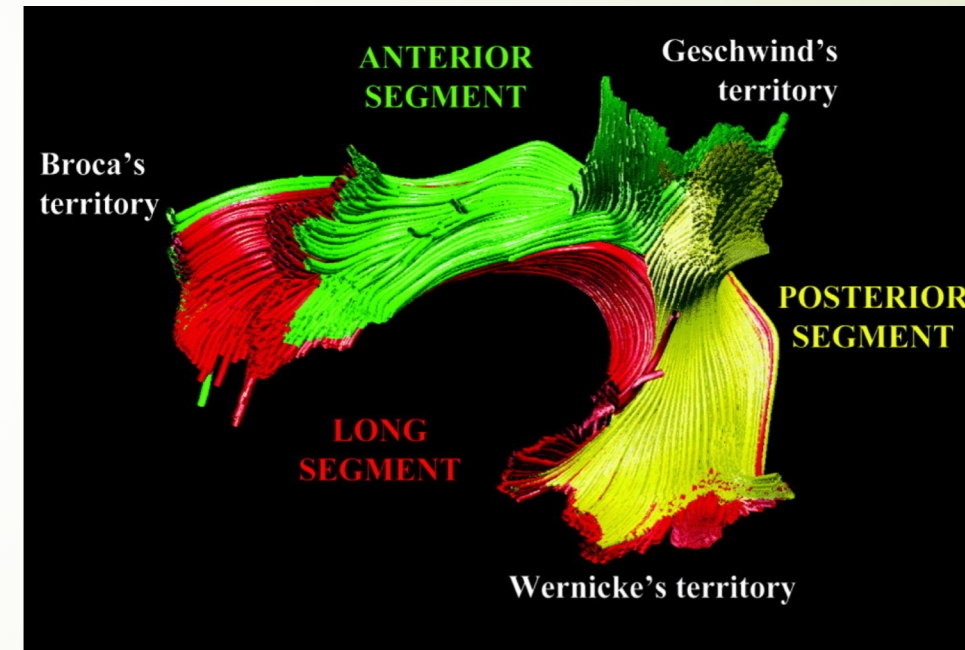 ANTERIOR
SEGMENT
Geschwind's
territory
Broca's
territory
POSTERIOR
SEGMENT
LONG
SEGMENT
Wernicke's territory